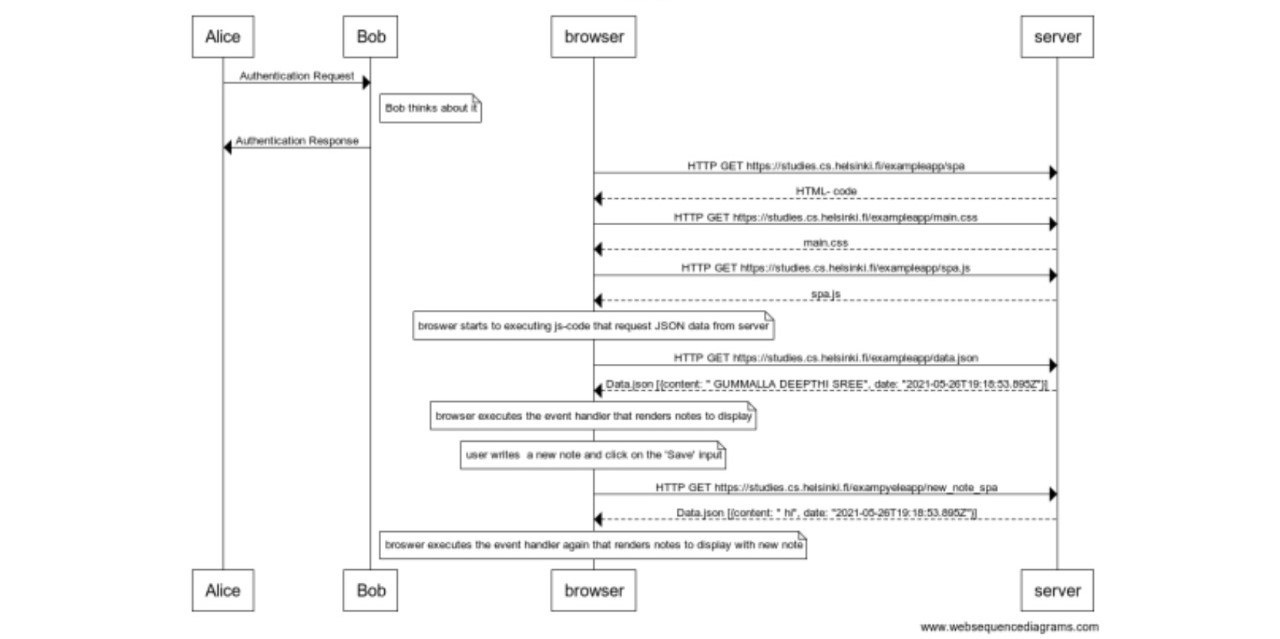 Alice Bob browser server
Authentication Request
Bob thinks about it
Authentication Response
HTTP GET https://studies.cs.helsinki.fi/exampleapp/spa
HTML- code
HTTP GET https://studies.cs.helsinki.fi/exampleapp/main.css
main.css
HTTP GET https://studies.cs.helsinki.fi/exampleapp/spa.js
spa.js
broswer starts to executing js-code that request JSON data from server
HTTP GET https://studies.cs.helsinki.fi/exampleapp/data.json
Data.json [{content: " GUMMALLA DEEPTHI SREE", date: "2021-05-26T19:18:53.895Z"}]
browser executes the event handler that renders notes to display
user writes  a new note and click on the 'Save' input
HTTP GET https://studies.cs.helsinki.fi/exampyeleapp/new_note_spa
Data.json [{content: " hi", date: "2021-05-26T19:18:53.895Z"}]
broswer executes the event handler again that renders notes to display with new note
Alice Bob browser server
www.websequencediagrams.com